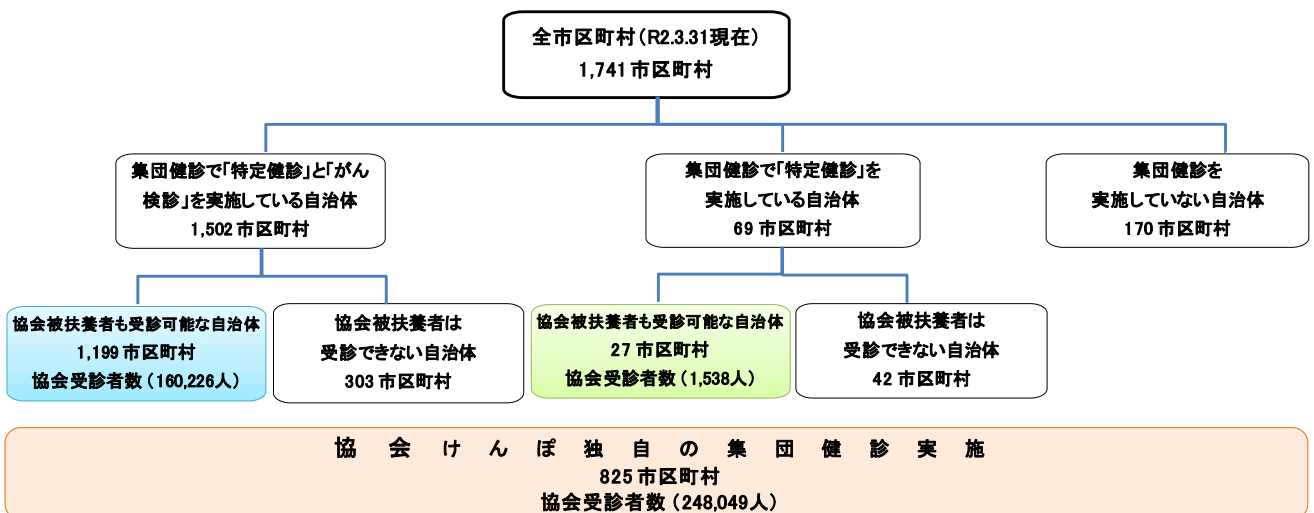 全市区町村（R2.3.31現在）
1,741 市区町村
集団健診で「特定健診」と「がん
検診」を実施している自治体
1,502 市区町村
集団健診で「特定健診」を
実施している自治体
69 市区町村
集団健診を
実施していない自治体
170 市区町村
協会被扶養者も受診可能な自治体
1,199 市区町村
協会受診者数（160,226人）
協会被扶養者は
受診できない自治体
303 市区町村
協会被扶養者も受診可能な自治体
27 市区町村
協会受診者数（1,538人）
協会被扶養者は
受診できない自治体
42 市区町村
協会けんぽ独自の集団健診実施
825 市区町村
協会受診者数（248,049人）